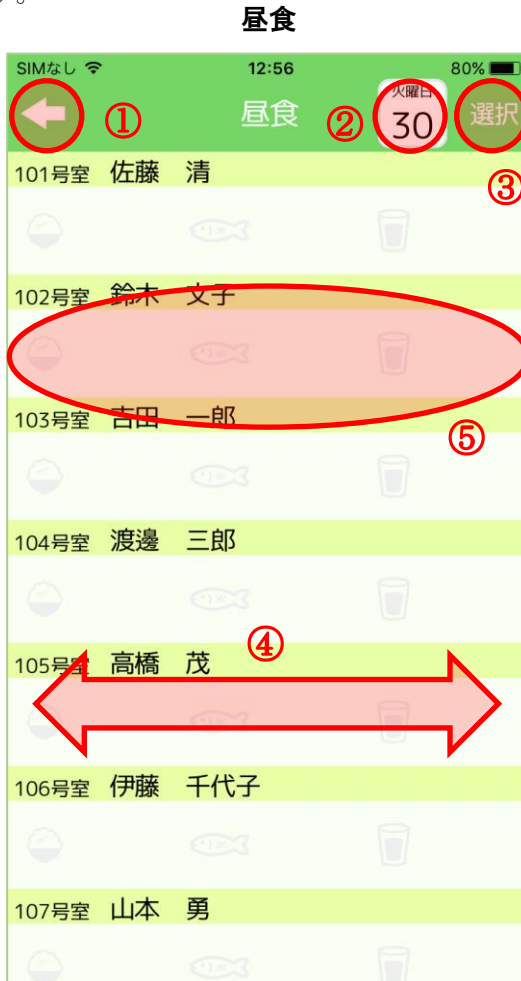 。
昼食
SIMなし 12:56 80%
① 昼食 ② 火曜日 30 選択
③
101号室 佐藤 清
102号室 鈴木 文子
103号室 吉田 一郎
⑤
104号室 渡邊 三郎
④
105号室 高橋 茂
106号室 伊藤 千代子
107号室 山本 勇